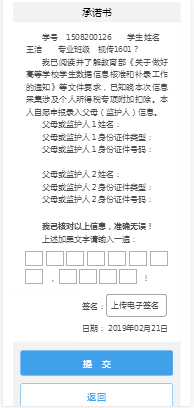 承诺书
学号 1508200126 学生姓名
王洁 专业班级 视传1601？
我已阅读并了解教育部《关于做好
高等学校学生数据信息核准和补录工作
的通知》等文件要求，已知晓本次信息
采集涉及个人所得税专项附加扣除。本
人自愿申报录入父母（监护人）信息。
父母或监护人1姓名：
父母或监护人1身份证件类型：
父母或监护人1身份证件号码：
父母或监护人2姓名：
父母或监护人2身份证件类型：
父母或监护人2身份证件号码：
我已核对以上信息，准确无误！
上述加黑文字请输入一遍：
，
！
签名： 上传电子签名
日期： 2019年02月21日
提 交
返回